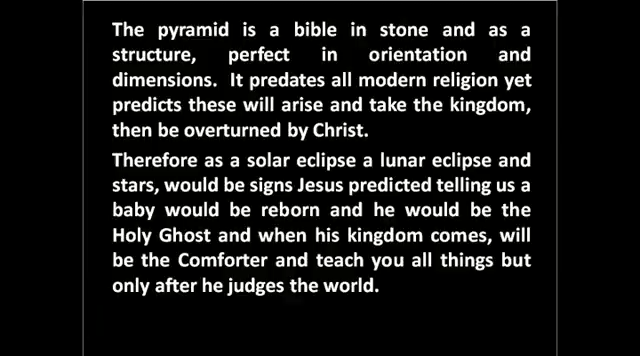 The pyramid is a bible in stone and as a
structure, perfect in orientation and
dimensions. It predates all modern religion yet
predicts these will arise and take the kingdom,
then be overturned by Christ.
Therefore as a solar eclipse a lunar eclipse and
stars, would be signs Jesus predicted telling us a
baby would be reborn and he would be the
Holy Ghost and when his kingdom comes, will
be the Comforter and teach you all things but
only after he judges the world.